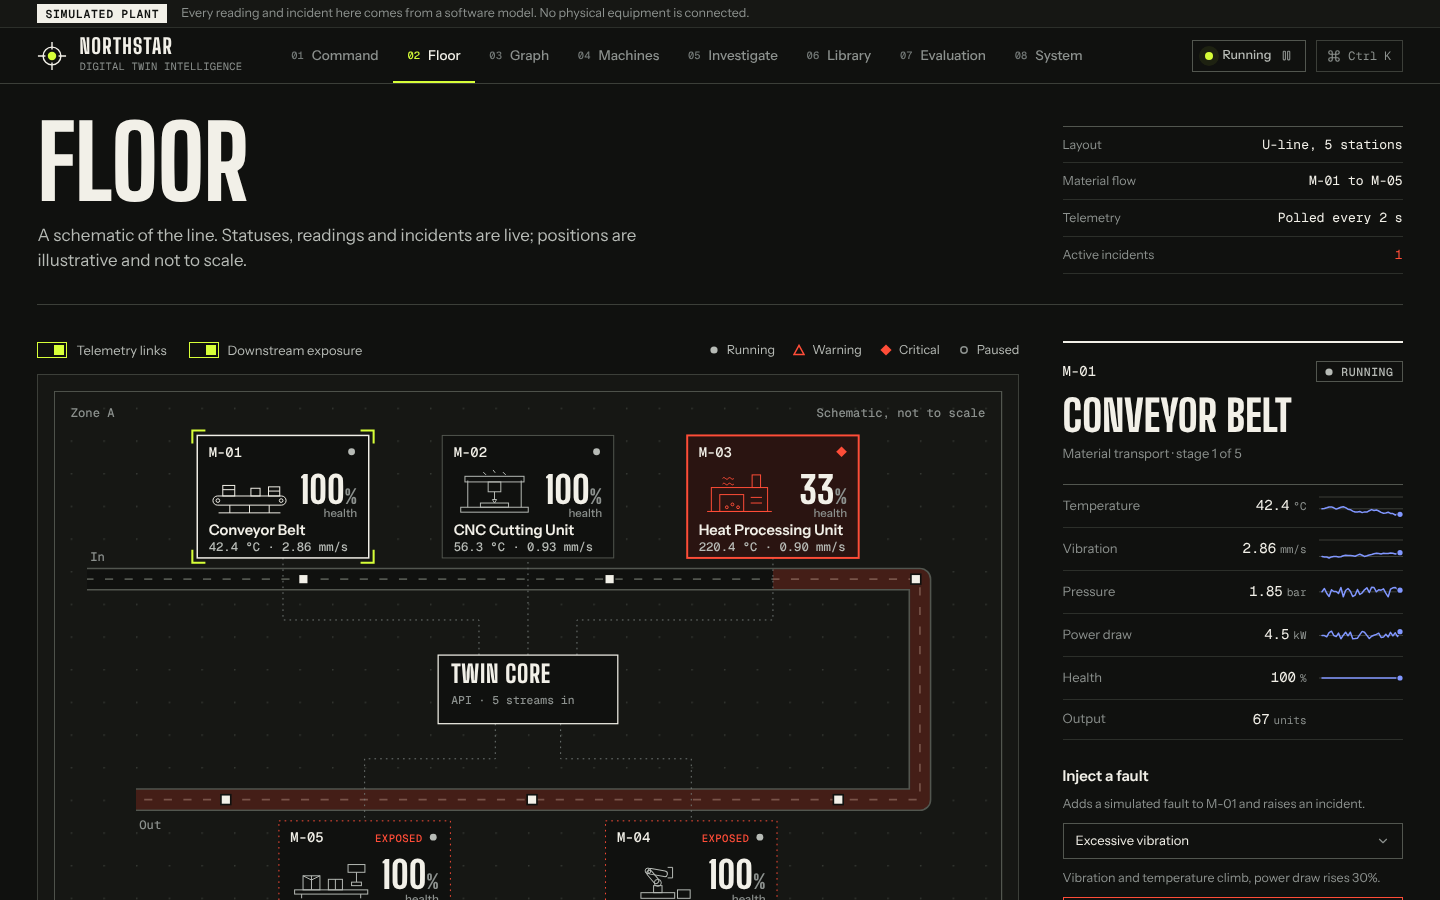 SIMULATED PLANT Every reading and incident here comes from a software model. No physical equipment is connected.
NORTHSTAR
DIGITAL TWIN INTELLIGENCE
01 Command 02 Floor 03 Graph 04 Machines 05 Investigate 06 Library 07 Evaluation 08 System
Running
⌘ Ctrl K
FLOOR
A schematic of the line. Statuses, readings and incidents are live; positions are
illustrative and not to scale.
Layout U-line, 5 stations
Material flow M-01 to M-05
Telemetry Polled every 2 s
Active incidents 1
Telemetry links Downstream exposure
Running Warning Critical Paused
Zone A
Schematic, not to scale
M-01
100%
health
Conveyor Belt
42.4 °C · 2.86 mm/s
M-02
100%
health
CNC Cutting Unit
56.3 °C · 0.93 mm/s
M-03
33%
health
Heat Processing Unit
220.4 °C · 0.90 mm/s
In
TWIN CORE
API · 5 streams in
Out
M-05 EXPOSED
100%
health
M-04 EXPOSED
100%
health
M-01
RUNNING
CONVEYOR BELT
Material transport · stage 1 of 5
Temperature 42.4 °C
Vibration 2.86 mm/s
Pressure 1.85 bar
Power draw 4.5 kW
Health 100 %
Output 67 units
Inject a fault
Adds a simulated fault to M-01 and raises an incident.
Excessive vibration
Vibration and temperature climb, power draw rises 30%.